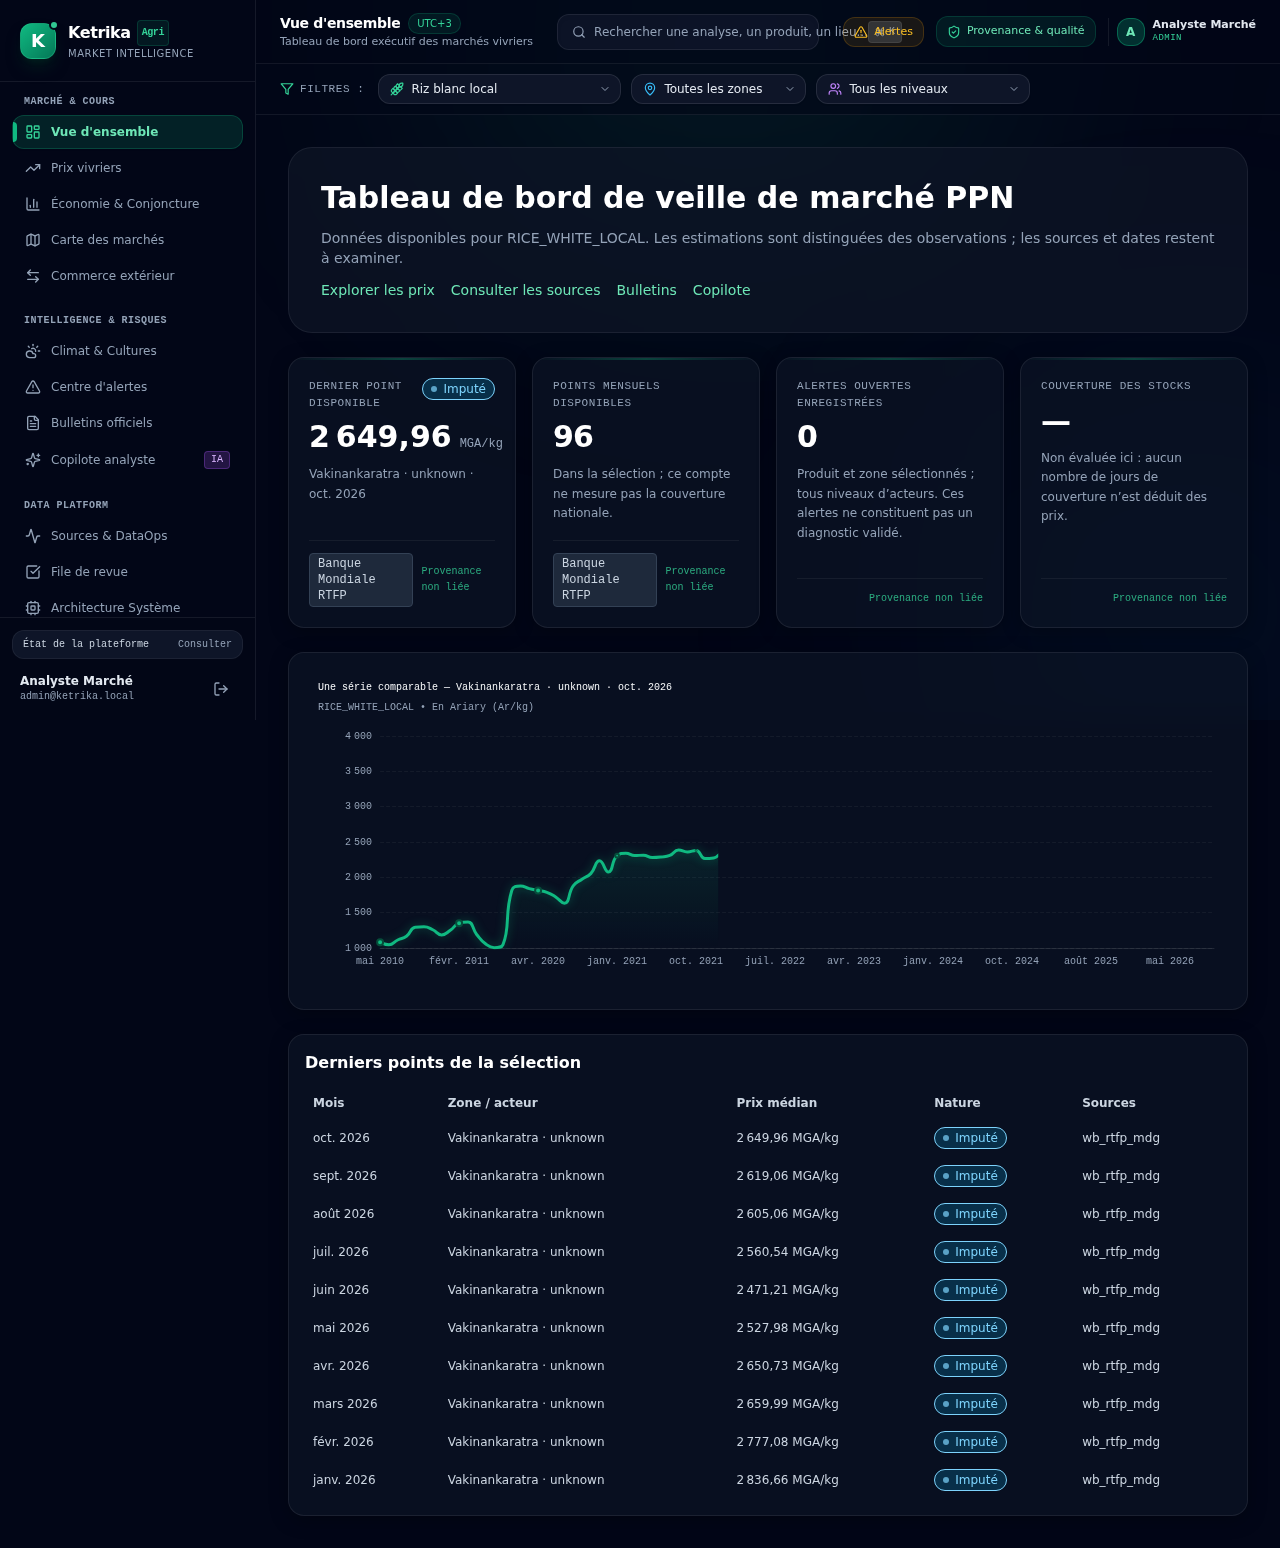 K
Ketrika Agri
MARKET INTELLIGENCE
MARCHÉ & COURS
Vue d'ensemble
Prix vivriers
Économie & Conjoncture
Carte des marchés
Commerce extérieur
INTELLIGENCE & RISQUES
Climat & Cultures
Centre d'alertes
Bulletins officiels
Copilote analyste IA
DATA PLATFORM
Sources & DataOps
File de revue
Architecture Système
État de la plateforme Consulter
Analyste Marché
admin@ketrika.local
Vue d'ensemble UTC+3
Tableau de bord exécutif des marchés vivriers
Rechercher une analyse, un produit, un lieu
Alertes
Provenance & qualité
A
Analyste Marché
ADMIN
FILTRES :
Riz blanc local
Toutes les zones
Tous les niveaux
Tableau de bord de veille de marché PPN
Données disponibles pour RICE_WHITE_LOCAL. Les estimations sont distinguées des observations ; les sources et dates restent
à examiner.
Explorer les prix Consulter les sources Bulletins Copilote
DERNIER POINT
DISPONIBLE
Imputé
2 649,96 MGA/kg
Vakinankaratra · unknown ·
oct. 2026
Banque
Mondiale
RTFP
Provenance
non liée
POINTS MENSUELS
DISPONIBLES
96
Dans la sélection ; ce compte
ne mesure pas la couverture
nationale.
Banque
Mondiale
RTFP
Provenance
non liée
ALERTES OUVERTES
ENREGISTRÉES
0
Produit et zone sélectionnés ;
tous niveaux d’acteurs. Ces
alertes ne constituent pas un
diagnostic validé.
Provenance non liée
COUVERTURE DES STOCKS
—
Non évaluée ici : aucun
nombre de jours de
couverture n’est déduit des
prix.
Provenance non liée
Une série comparable — Vakinankaratra · unknown · oct. 2026
RICE_WHITE_LOCAL • En Ariary (Ar/kg)
4 000
3 500
3 000
2 500
2 000
1 500
1 000
mai 2010 févr. 2011 avr. 2020 janv. 2021 oct. 2021 juil. 2022 avr. 2023 janv. 2024 oct. 2024 août 2025 mai 2026
Derniers points de la sélection
Mois Zone / acteur Prix médian Nature Sources
oct. 2026 Vakinankaratra · unknown 2 649,96 MGA/kg Imputé wb_rtfp_mdg
sept. 2026 Vakinankaratra · unknown 2 619,06 MGA/kg Imputé wb_rtfp_mdg
août 2026 Vakinankaratra · unknown 2 605,06 MGA/kg Imputé wb_rtfp_mdg
juil. 2026 Vakinankaratra · unknown 2 560,54 MGA/kg Imputé wb_rtfp_mdg
juin 2026 Vakinankaratra · unknown 2 471,21 MGA/kg Imputé wb_rtfp_mdg
mai 2026 Vakinankaratra · unknown 2 527,98 MGA/kg Imputé wb_rtfp_mdg
avr. 2026 Vakinankaratra · unknown 2 650,73 MGA/kg Imputé wb_rtfp_mdg
mars 2026 Vakinankaratra · unknown 2 659,99 MGA/kg Imputé wb_rtfp_mdg
févr. 2026 Vakinankaratra · unknown 2 777,08 MGA/kg Imputé wb_rtfp_mdg
janv. 2026 Vakinankaratra · unknown 2 836,66 MGA/kg Imputé wb_rtfp_mdg